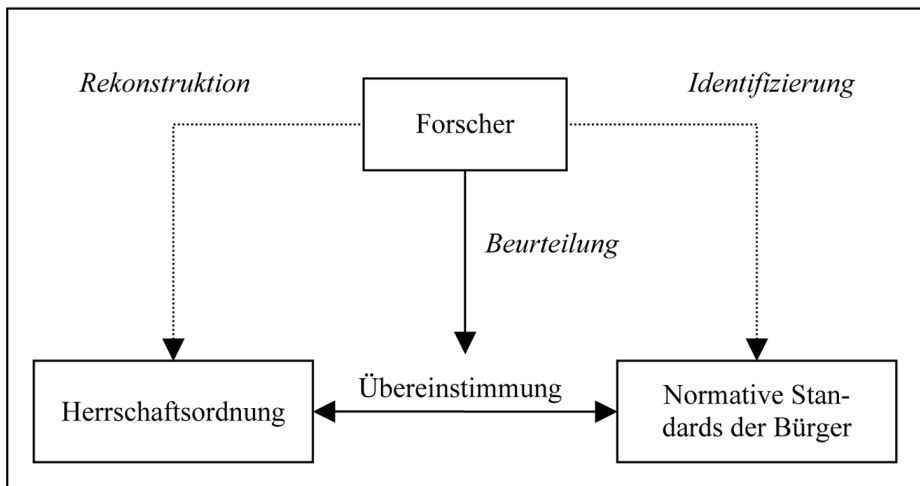 Rekonstruktion
Identifizierung
Forscher
Beurteilung
Übereinstimmung
Herrschaftsordnung
Normative Stan-
dards der Bürger